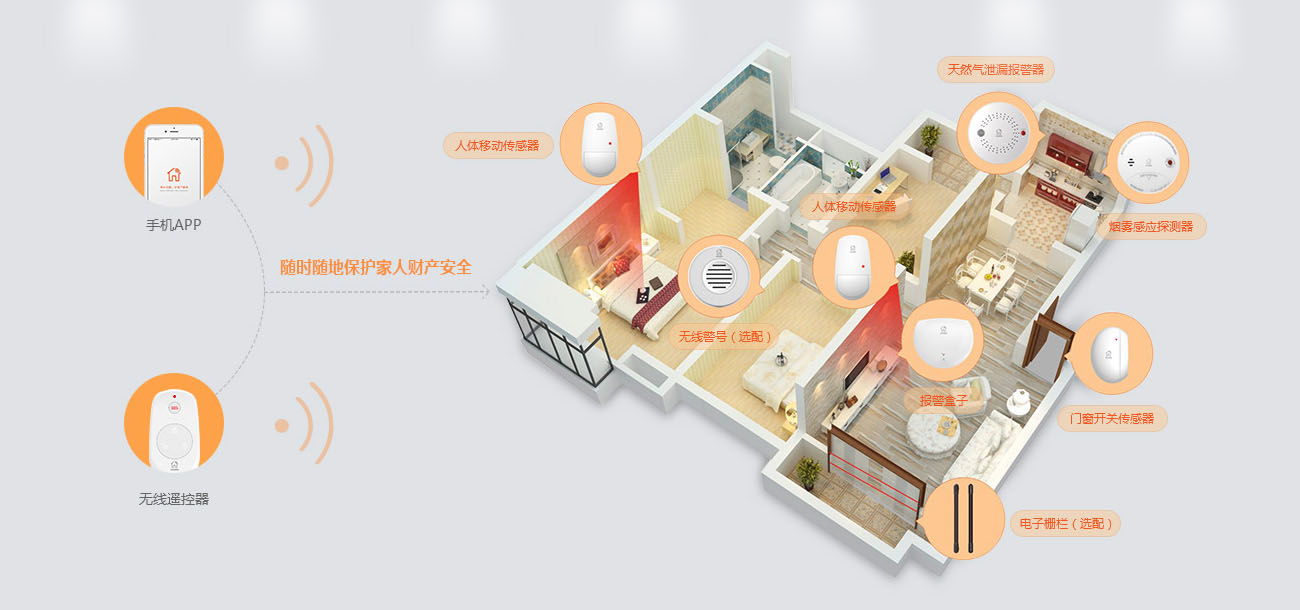 天然气泄漏报警器
人体移动传感器
人体移动传感器
手机APP
烟雾感应探测器
随时随地保护家人财产安全
无线警号（选配）
报警盒子
门窗开关传感器
SOS
无线遥控器
电子栅栏（选配）